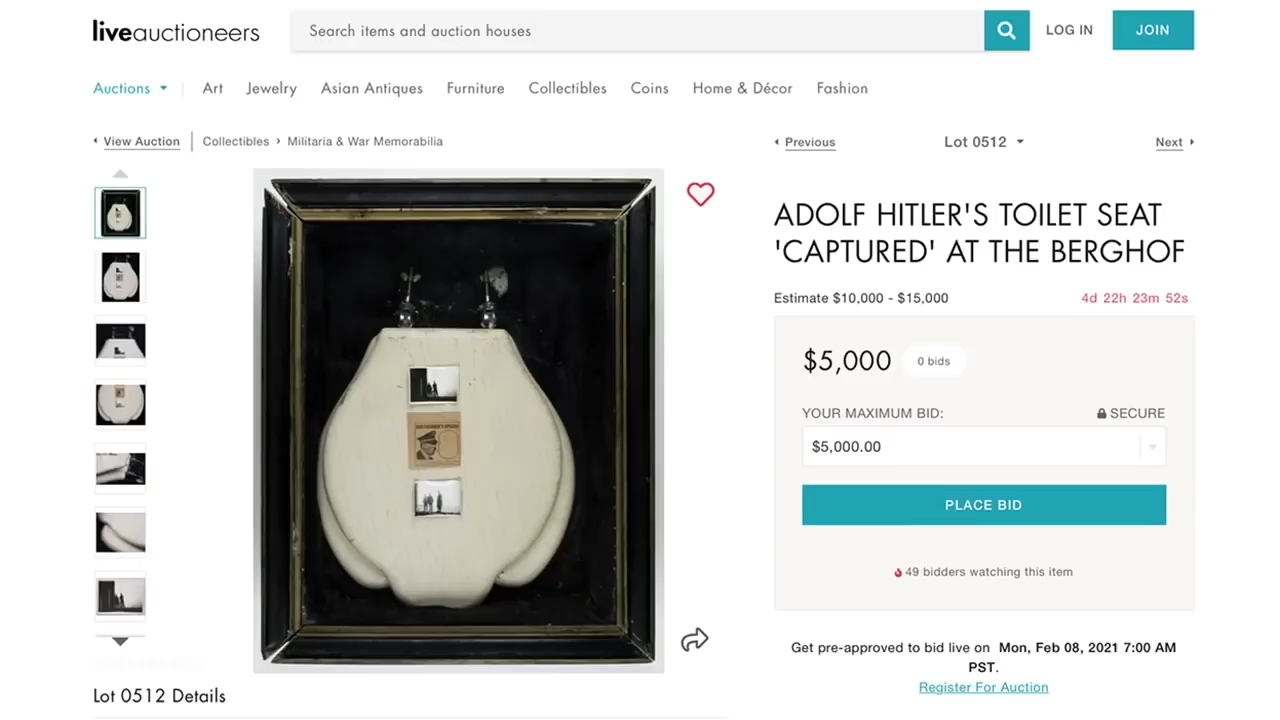 liveauctioneers
Search items and auction houses
LOG IN
JOIN
Auctions
Art
Jewelry
Asian Antiques
Furniture
Collectibles
Coins
Home & Décor
Fashion
View Auction
Collectibles › Militaria & War Memorabilia
Previous
Lot 0512
Next
ADOLF HITLER'S TOILET SEAT
'CAPTURED' AT THE BERGHOF
Estimate $10,000 - $15,000
4d 22h 23m 52s
$5,000
0 bids
YOUR MAXIMUM BID:
SECURE
$5,000.00
PLACE BID
49 bidders watching this item
Get pre-approved to bid live on Mon, Feb 08, 2021 7:00 AM
PST.
Register For Auction
Lot 0512 Details